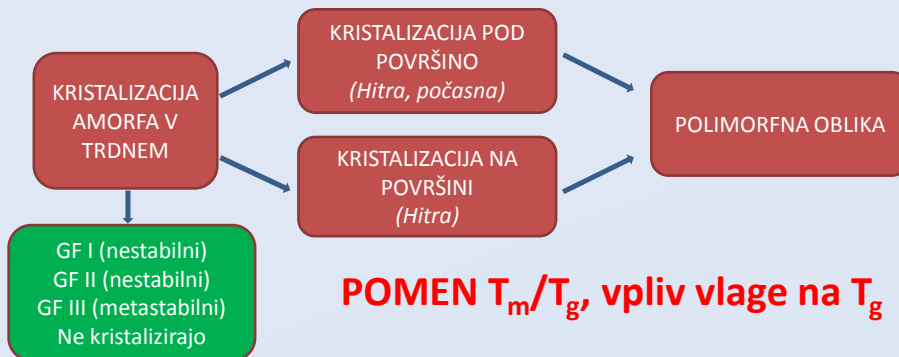 KRISTALIZACIJA
AMORFA V
TRDNEM
KRISTALIZACIJA POD
POVRŠINO
(Hitra, počasna)
KRISTALIZACIJA NA
POVRŠINI
(Hitra)
POLIMORFNA OBLIKA
GF I (nestabilni)
GF II (nestabilni)
GF III (metastabilni)
Ne kristalizirajo
POMEN Tm/Tg, vpliv vlage na Tg